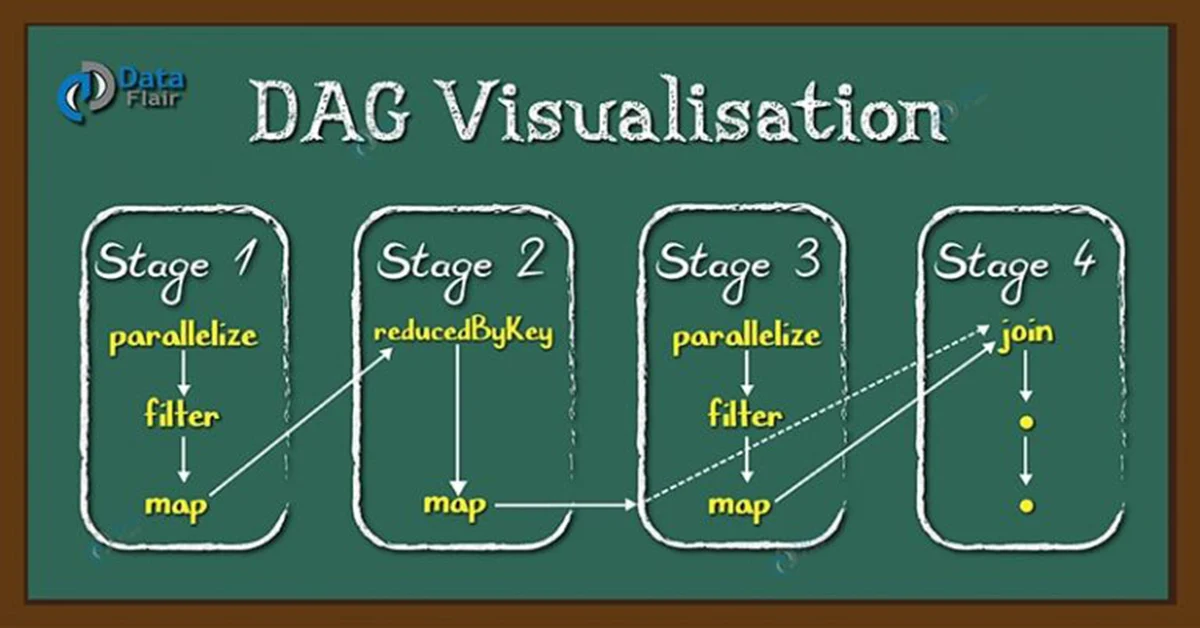 Data
Flair
DAG Visualisation
Stage 1
parallelize
filter
map
Stage 2
reducedByKey
map
Stage 3
parallelize
filter
map
Stage 4
join